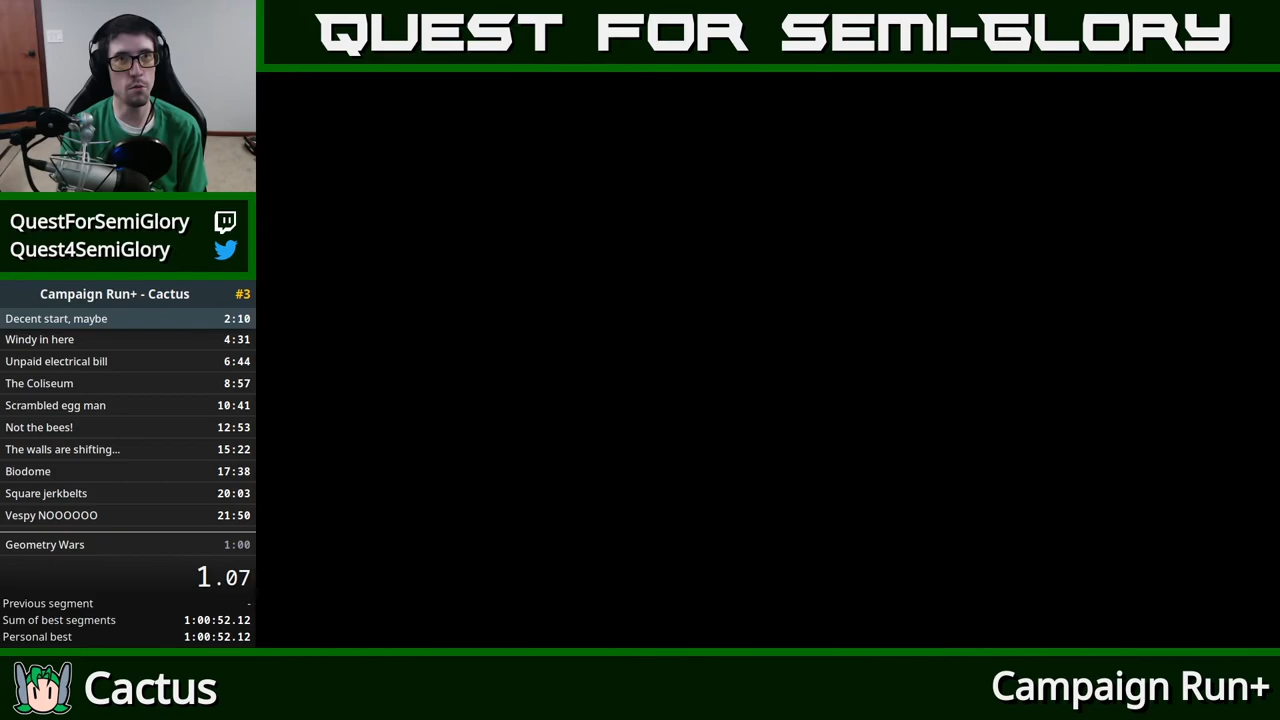 QUEST FOR SEMI-GLORY
QuestForSemiGlory
Quest4SemiGlory
Campaign Run+ - Cactus #3
Decent start, maybe 2:10
Windy in here 4:31
Unpaid electrical bill 6:44
The Coliseum 8:57
Scrambled egg man 10:41
Not the bees! 12:53
The walls are shifting... 15:22
Biodome 17:38
Square jerkbelts 20:03
Vespy NOOOOOO 21:50
Geometry Wars 1:00
1.07
Previous segment -
Sum of best segments 1:00:52.12
Personal best 1:00:52.12
Cactus
Campaign Run+